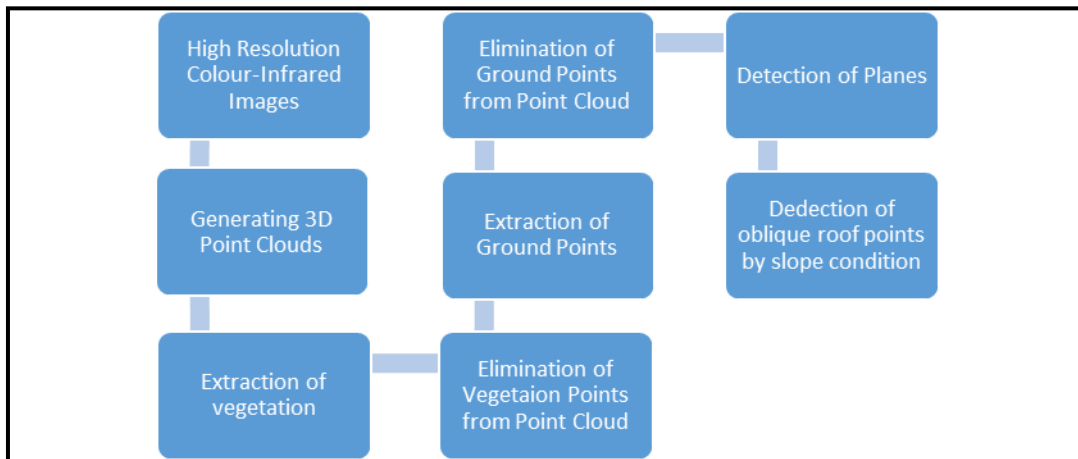 High Resolution
Colour-Infrared
Images
Generating 3D
Point Clouds
Extraction of
vegetation
Elimination of
Vegetaion Points
from Point Cloud
Extraction of
Ground Points
Elimination of
Ground Points
from Point Cloud
Detection of Planes
Dedection of
oblique roof points
by slope condition